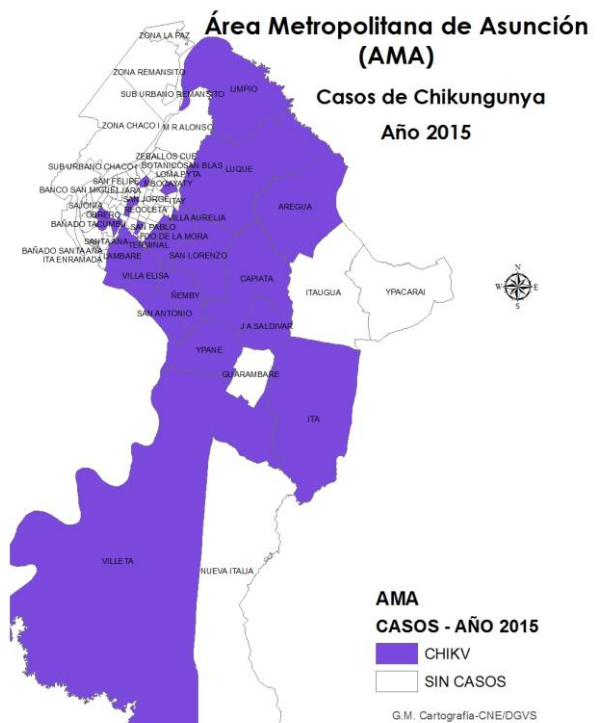 Área Metropolitana de Asunción
(AMA)
Casos de Chikungunya
Año 2015
ZONA LA PAZ
ZONA REMANSITO
SUB URBANO REMANSITO
LIMPIO
ZONA CHACO I
M R ALONSO
ZEBALLOS CUE
SUB URBANO CHACO I
BOTANICO
SAN BLAS
LOMA PYTA
LUQUE
SAN FELIPE
MBOCAYATY
BANCO SAN MIGUEL
JARA
SAN JORGE
ITAY
AREGUA
SAJONIA
RECOLETA
OBRERO
VILLA AURELIA
BAÑADO TACUMBU
SAN PABLO
FDO DE LA MORA
SANTA ANA
TERMINAL
BAÑADO SANTA ANA
LAMBARE
SAN LORENZO
ITA ENRAMADA
VILLA ELISA
CAPIATA
ITAUGUA
YPACARAI
N
W
E
S
ÑEMBY
SAN ANTONIO
J A SALDIVAR
YPANE
GUARAMBARE
ITA
VILLETA
NUEVA ITALIA
AMA
CASOS - AÑO 2015
CHIKV
SIN CASOS
G.M. Cartografía-CNE/DGVS